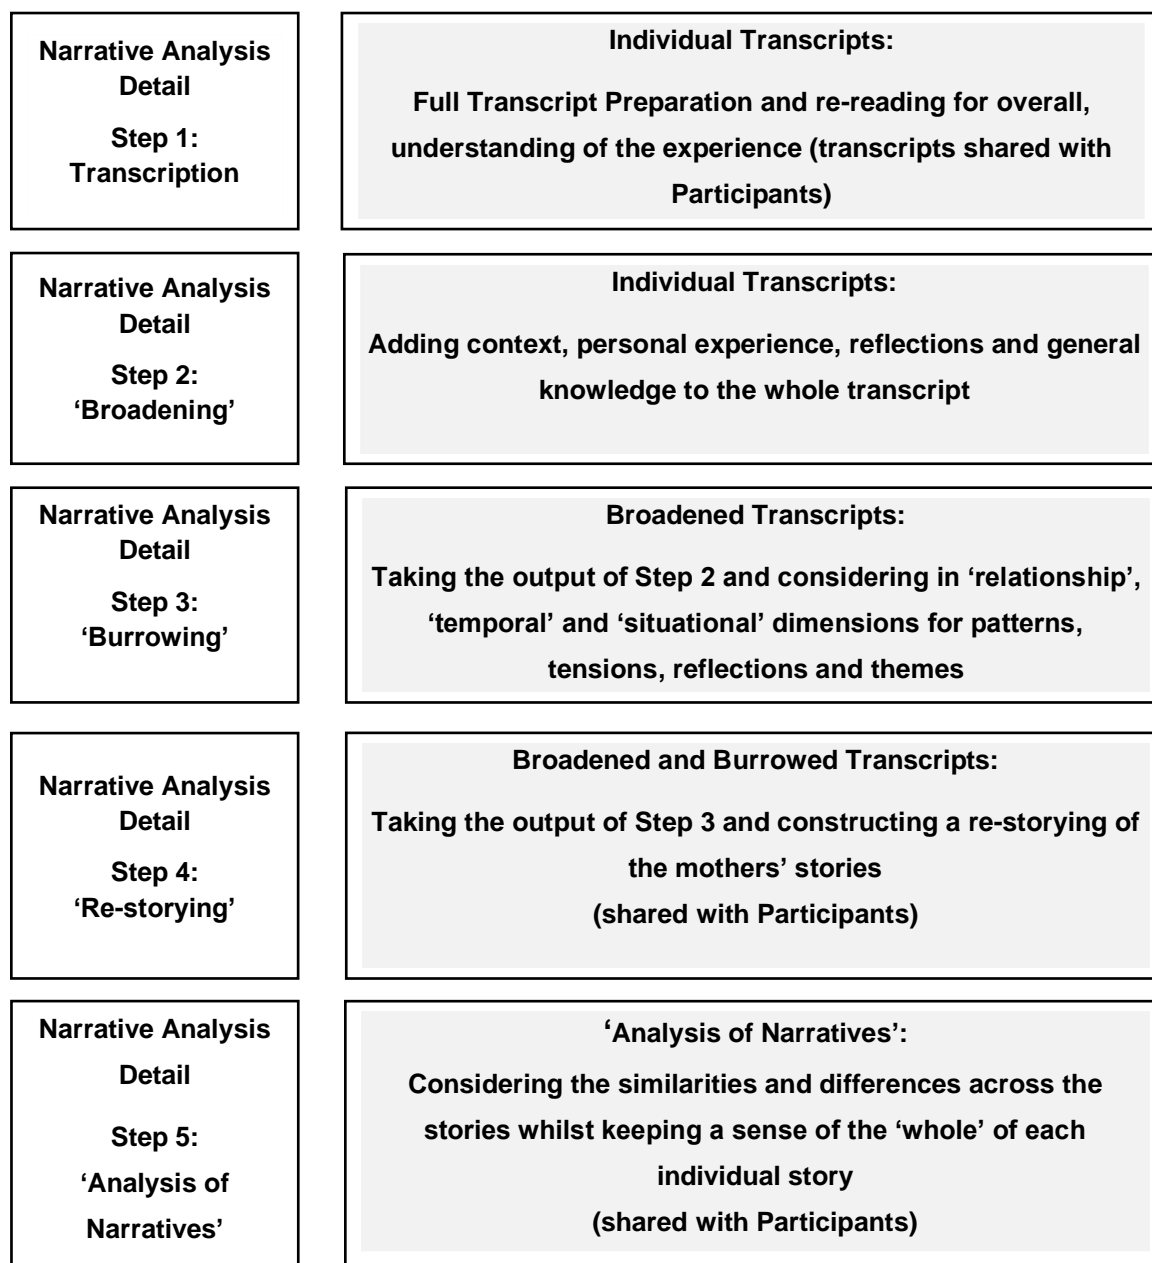 Narrative Analysis
Detail
Step 1:
Transcription
Individual Transcripts:
Full Transcript Preparation and re-reading for overall,
understanding of the experience (transcripts shared with
Participants)
Narrative Analysis
Detail
Step 2:
‘Broadening’
Individual Transcripts:
Adding context, personal experience, reflections and general
knowledge to the whole transcript
Narrative Analysis
Detail
Step 3:
‘Burrowing’
Broadened Transcripts:
Taking the output of Step 2 and considering in ‘relationship’,
‘temporal’ and ‘situational’ dimensions for patterns,
tensions, reflections and themes
Narrative Analysis
Detail
Step 4:
‘Re-storying’
Broadened and Burrowed Transcripts:
Taking the output of Step 3 and constructing a re-storying of
the mothers’ stories
(shared with Participants)
Narrative Analysis
Detail
Step 5:
‘Analysis of
Narratives’
‘Analysis of Narratives’:
Considering the similarities and differences across the
stories whilst keeping a sense of the ‘whole’ of each
individual story
(shared with Participants)